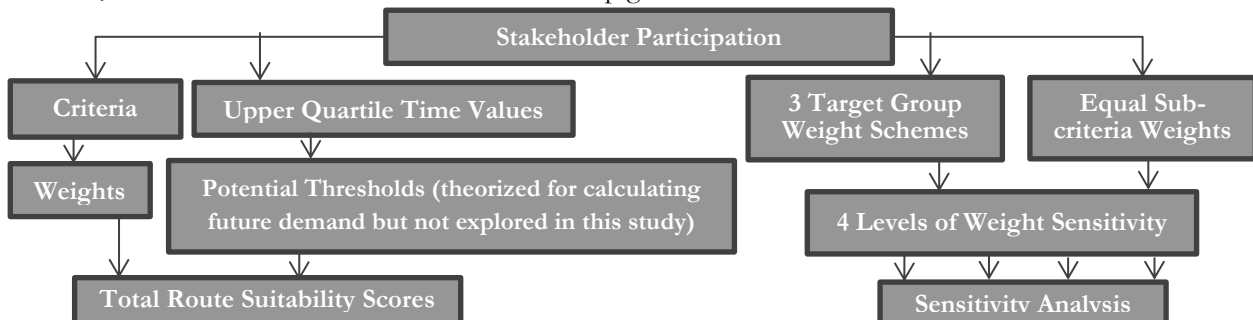 Stakeholder Participation
Criteria
Upper Quartile Time Values
3 Target Group
Weight Schemes
Equal Sub-
criteria Weights
Weights
Potential Thresholds (theorized for calculating
future demand but not explored in this study)
4 Levels of Weight Sensitivity
Total Route Suitability Scores
Sensitivity Analysis